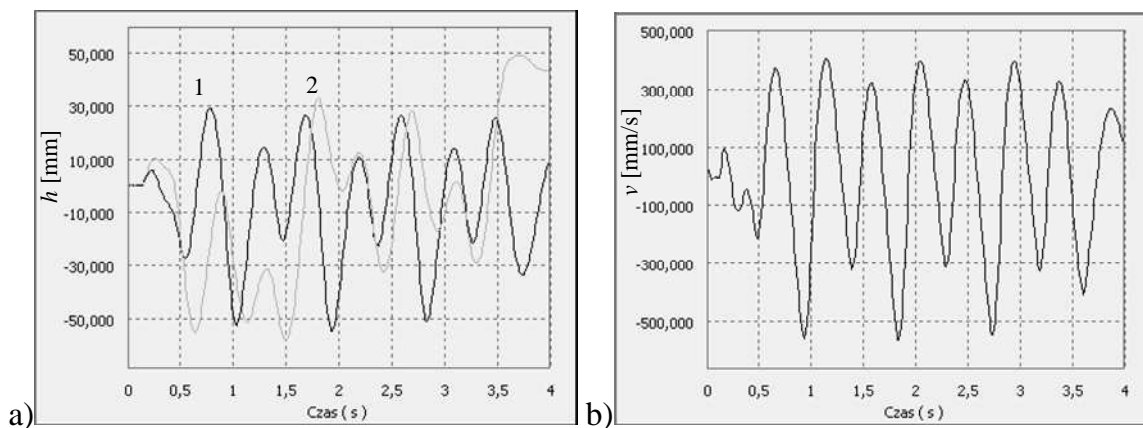 h [mm]
50,000
30,000
10,000
-10,000
-30,000
-50,000
1
2
0 0,5 1 1,5 2 2,5 3 3,5 4
Czas ( s )
a)
v [mm/s]
500,000
300,000
100,000
-100,000
-300,000
-500,000
0 0,5 1 1,5 2 2,5 3 3,5 4
Czas ( s )
b)